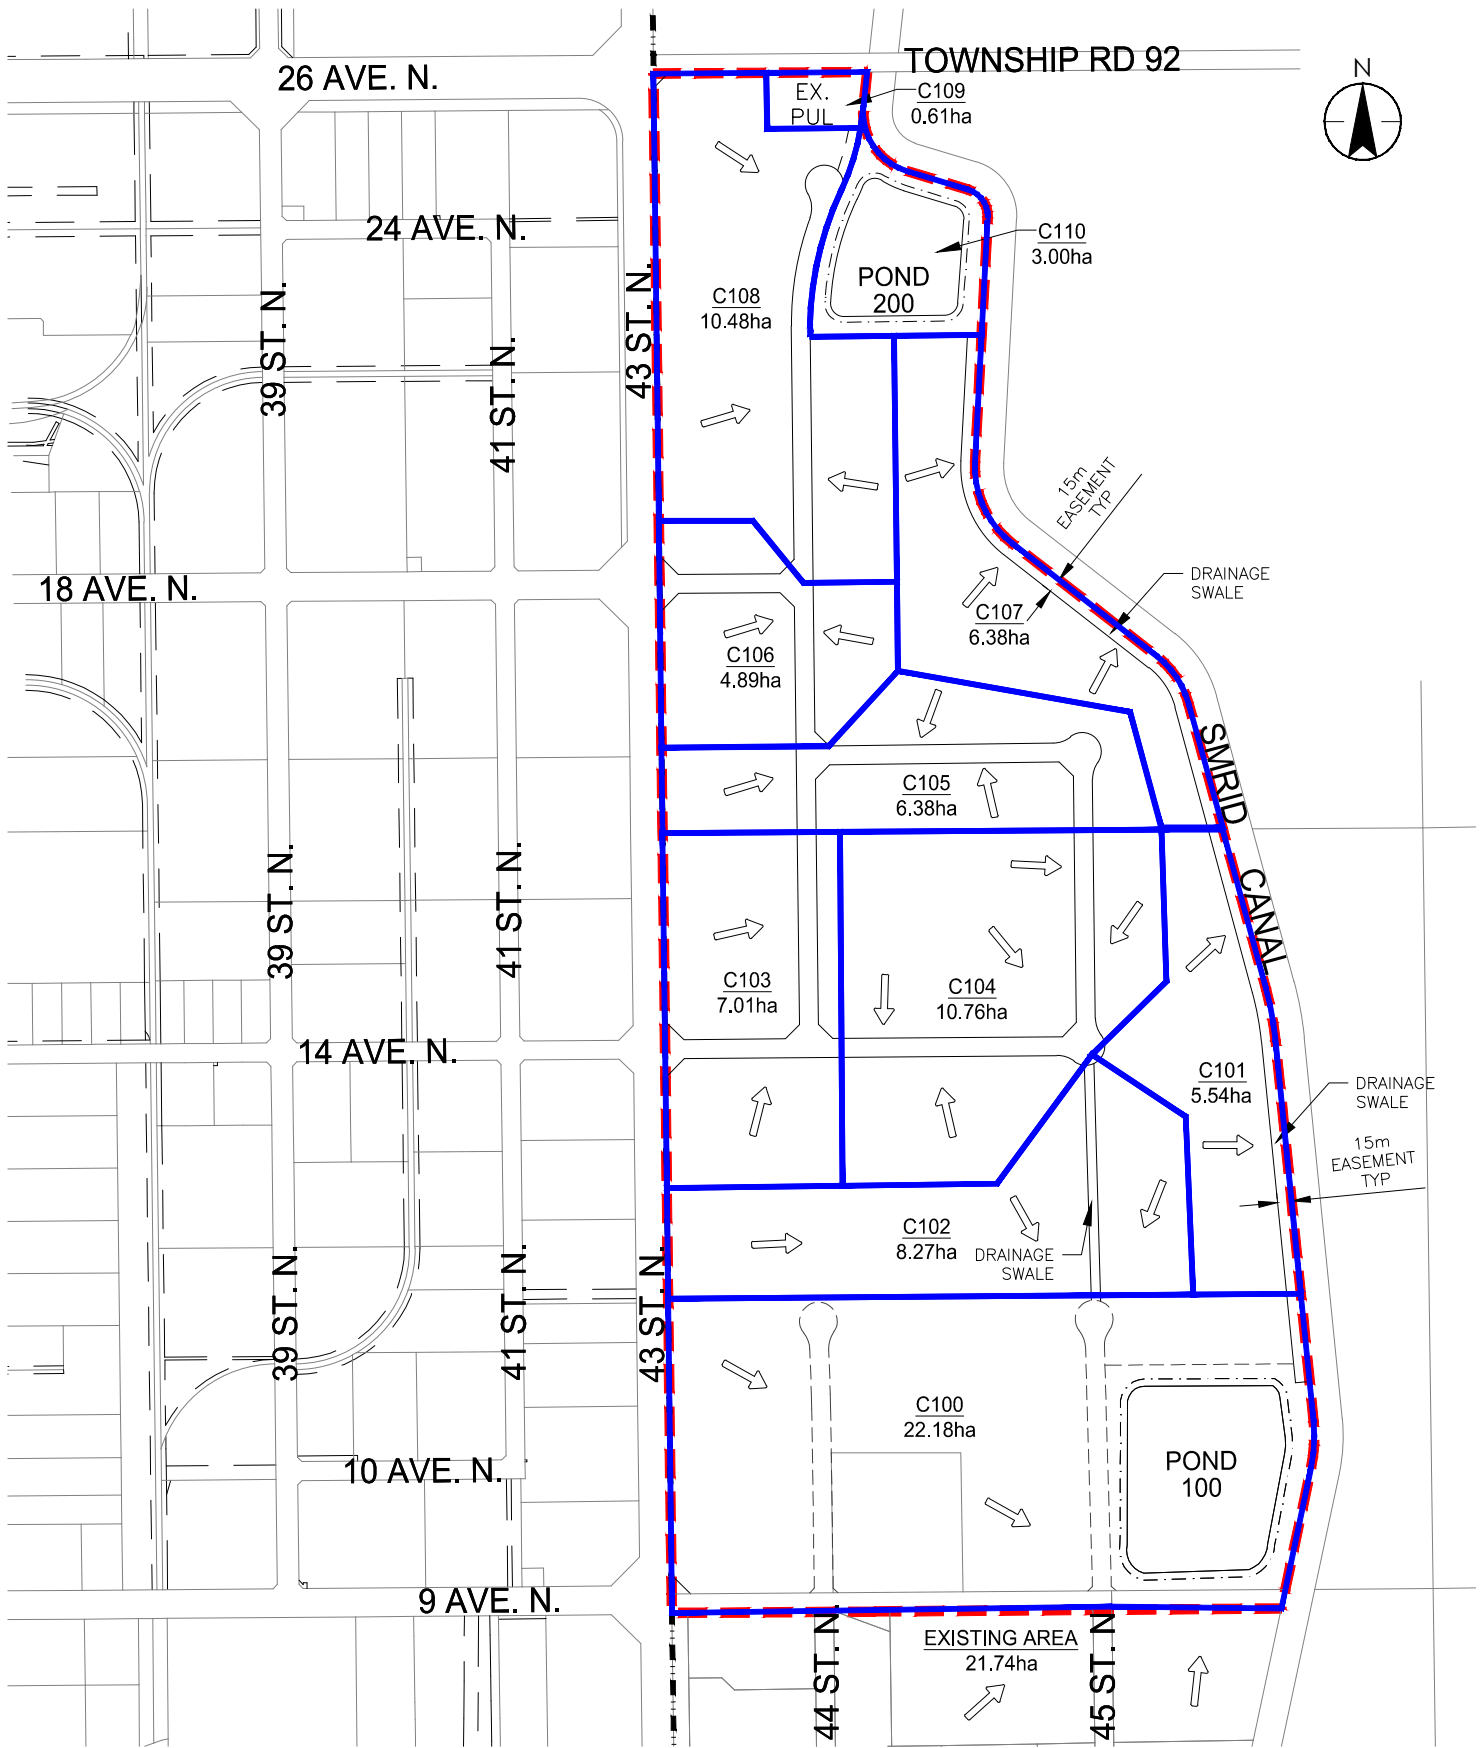 TOWNSHIP RD 92
N
26 AVE. N.
EX.
PUL
C109
0.61ha
24 AVE. N.
C110
3.00ha
POND
200
43 ST. N.
C108
10.48ha
39 ST. N.
41 ST. N.
15m
EASEMENT
TYP
18 AVE. N.
DRAINAGE
SWALE
C107
6.38ha
C106
4.89ha
SMRID CANAL
C105
6.38ha
39 ST. N.
41 ST. N.
C103
7.01ha
C104
10.76ha
14 AVE. N.
C101
5.54ha
DRAINAGE
SWALE
15m
EASEMENT
TYP
C102
8.27ha
DRAINAGE
SWALE
39 ST. N.
41 ST. N.
43 ST. N.
C100
22.18ha
POND
100
10 AVE. N.
9 AVE. N.
EXISTING AREA
21.74ha
44 ST. N
45 ST. N